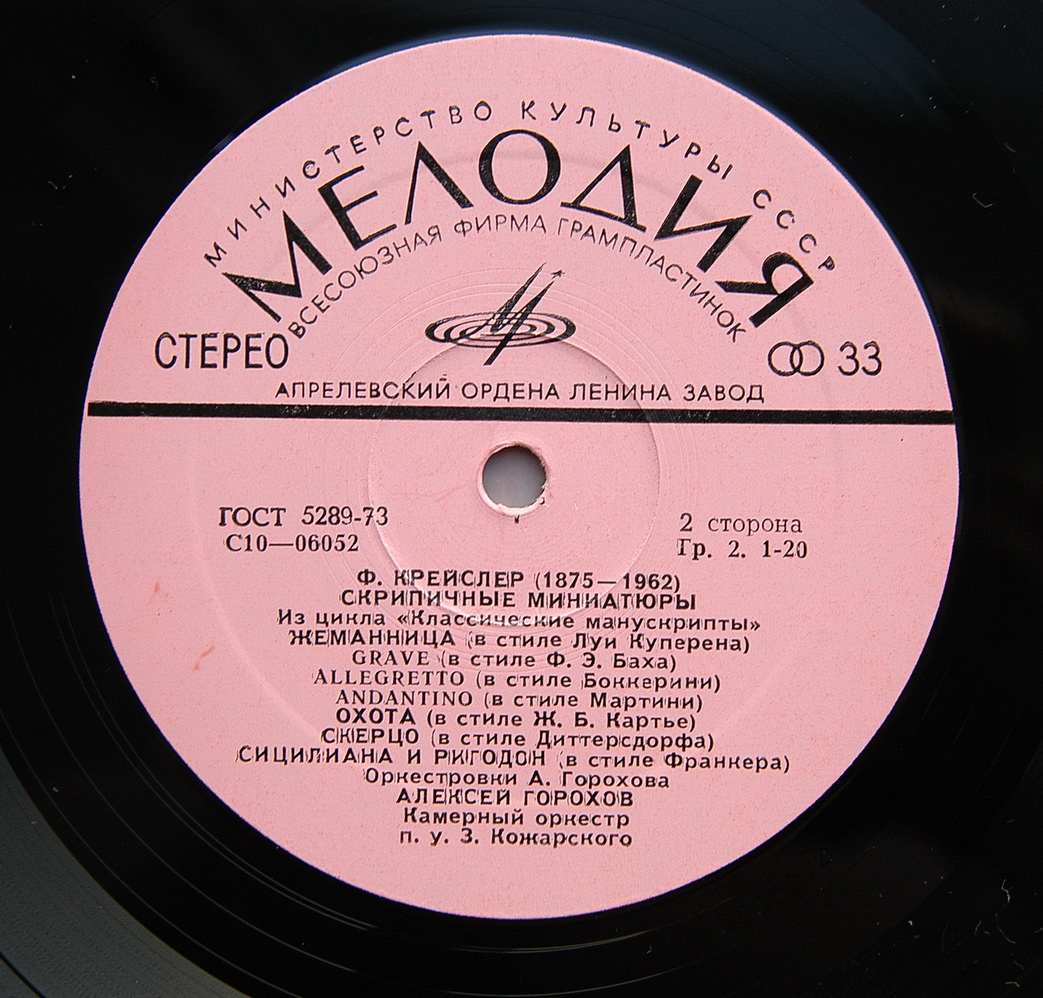 МИНИСТЕРСТВО КУЛЬТУРЫ СССР
МЕЛОДИЯ
ВСЕСОЮЗНАЯ ФИРМА ГРАМПЛАСТИНОК
СТЕРЕО
33
АПРЕЛЕВСКИЙ ОРДЕНА ЛЕНИНА ЗАВОД
ГОСТ 5289-73
С10—06052
2 сторона
Гр. 2. 1-20
Ф. КРЕЙСЛЕР (1875—1962)
СКРИПИЧНЫЕ МИНИАТЮРЫ
Из цикла «Классические манускрипты»
ЖЕМАННИЦА (в стиле Луи Куперена)
GRAVE (в стиле Ф. Э. Баха)
ALLEGRETTO (в стиле Боккерини)
ANDANTINO (в стиле Мартини)
ОХОТА (в стиле Ж. Б. Картье)
СКЕРЦО (в стиле Диттерсдорфа)
СИЦИЛИАНА И РИГОДОН (в стиле Франкера)
Оркестровки А. Горохова
АЛЕКСЕЙ ГОРОХОВ
Камерный оркестр
п. у. З. Кожарского